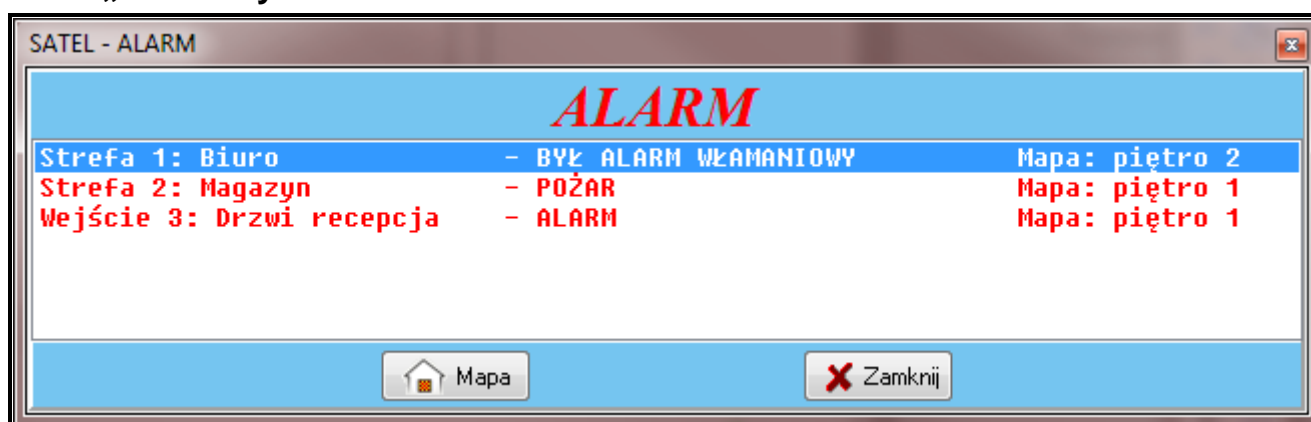 SATEL - ALARM
ALARM
Strefa 1: Biuro - BYŁ ALARM WŁAMANIOWY Mapa: piętro 2
Strefa 2: Magazyn - POŻAR Mapa: piętro 1
Wejście 3: Drzwi recepcja - ALARM Mapa: piętro 1
Mapa Zamknij